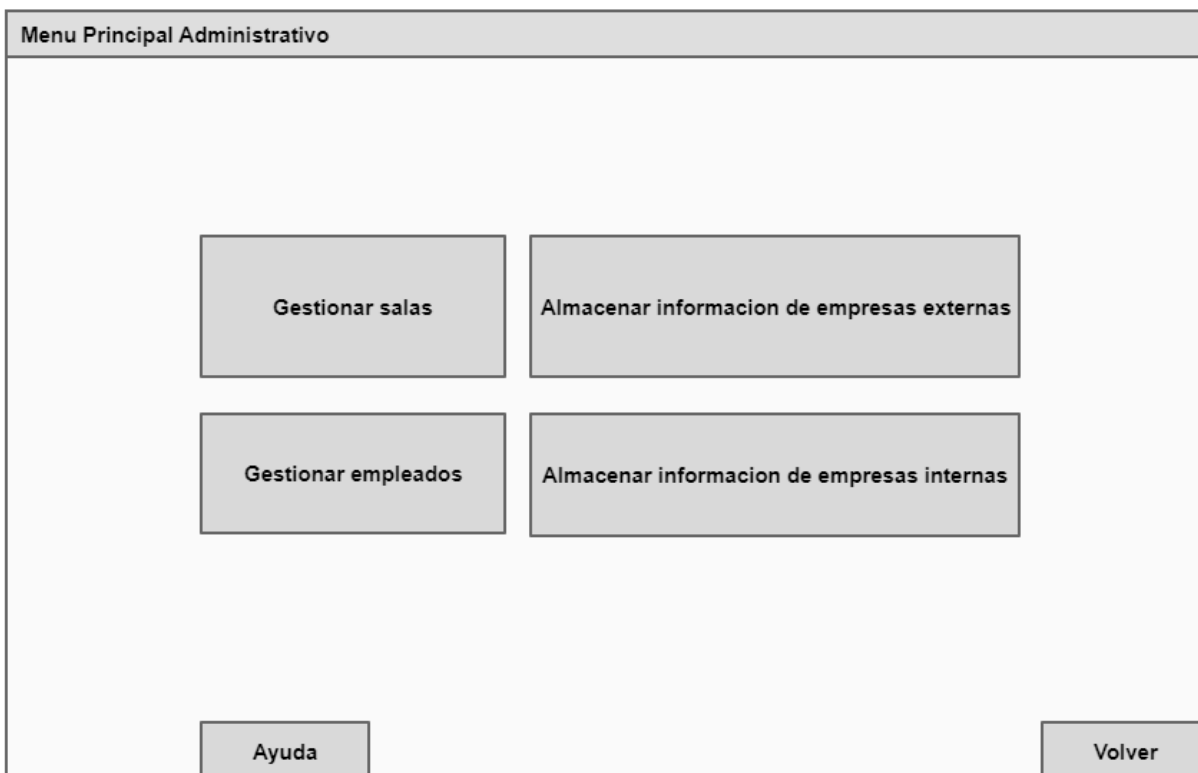 Menu Principal Administrativo
Gestionar salas
Almacenar informacion de empresas externas
Gestionar empleados
Almacenar informacion de empresas internas
Ayuda
Volver